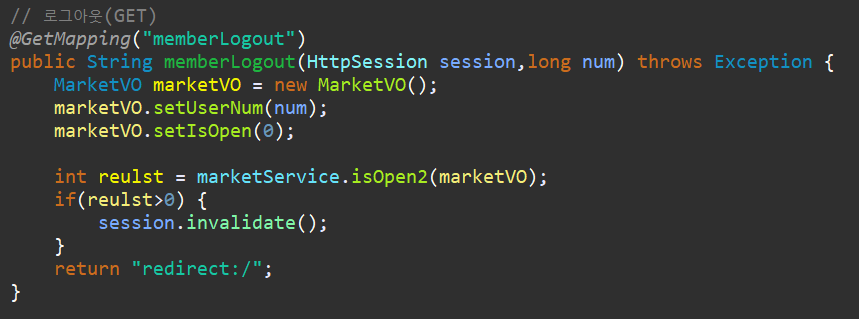 // 로그아웃(GET)
@GetMapping("memberLogout")
public String memberLogout(HttpSession session,long num) throws Exception {
MarketVO marketVO = new MarketVO();
marketVO.setUserNum(num);
marketVO.setIsOpen(0);
int reulst = marketService.isOpen2(marketVO);
if(reulst>0) {
session.invalidate();
}
return "redirect:/";
}